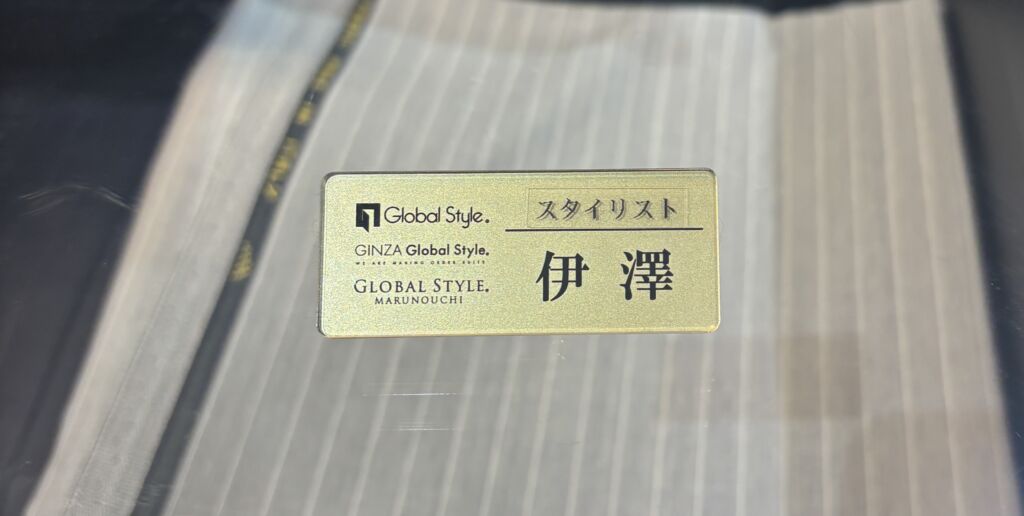 Global Style.
GINZA Global Style.
WE ARE MAKING ORDER SUITS
GLOBAL STYLE.
MARUNOUCHI
スタイリスト
伊澤